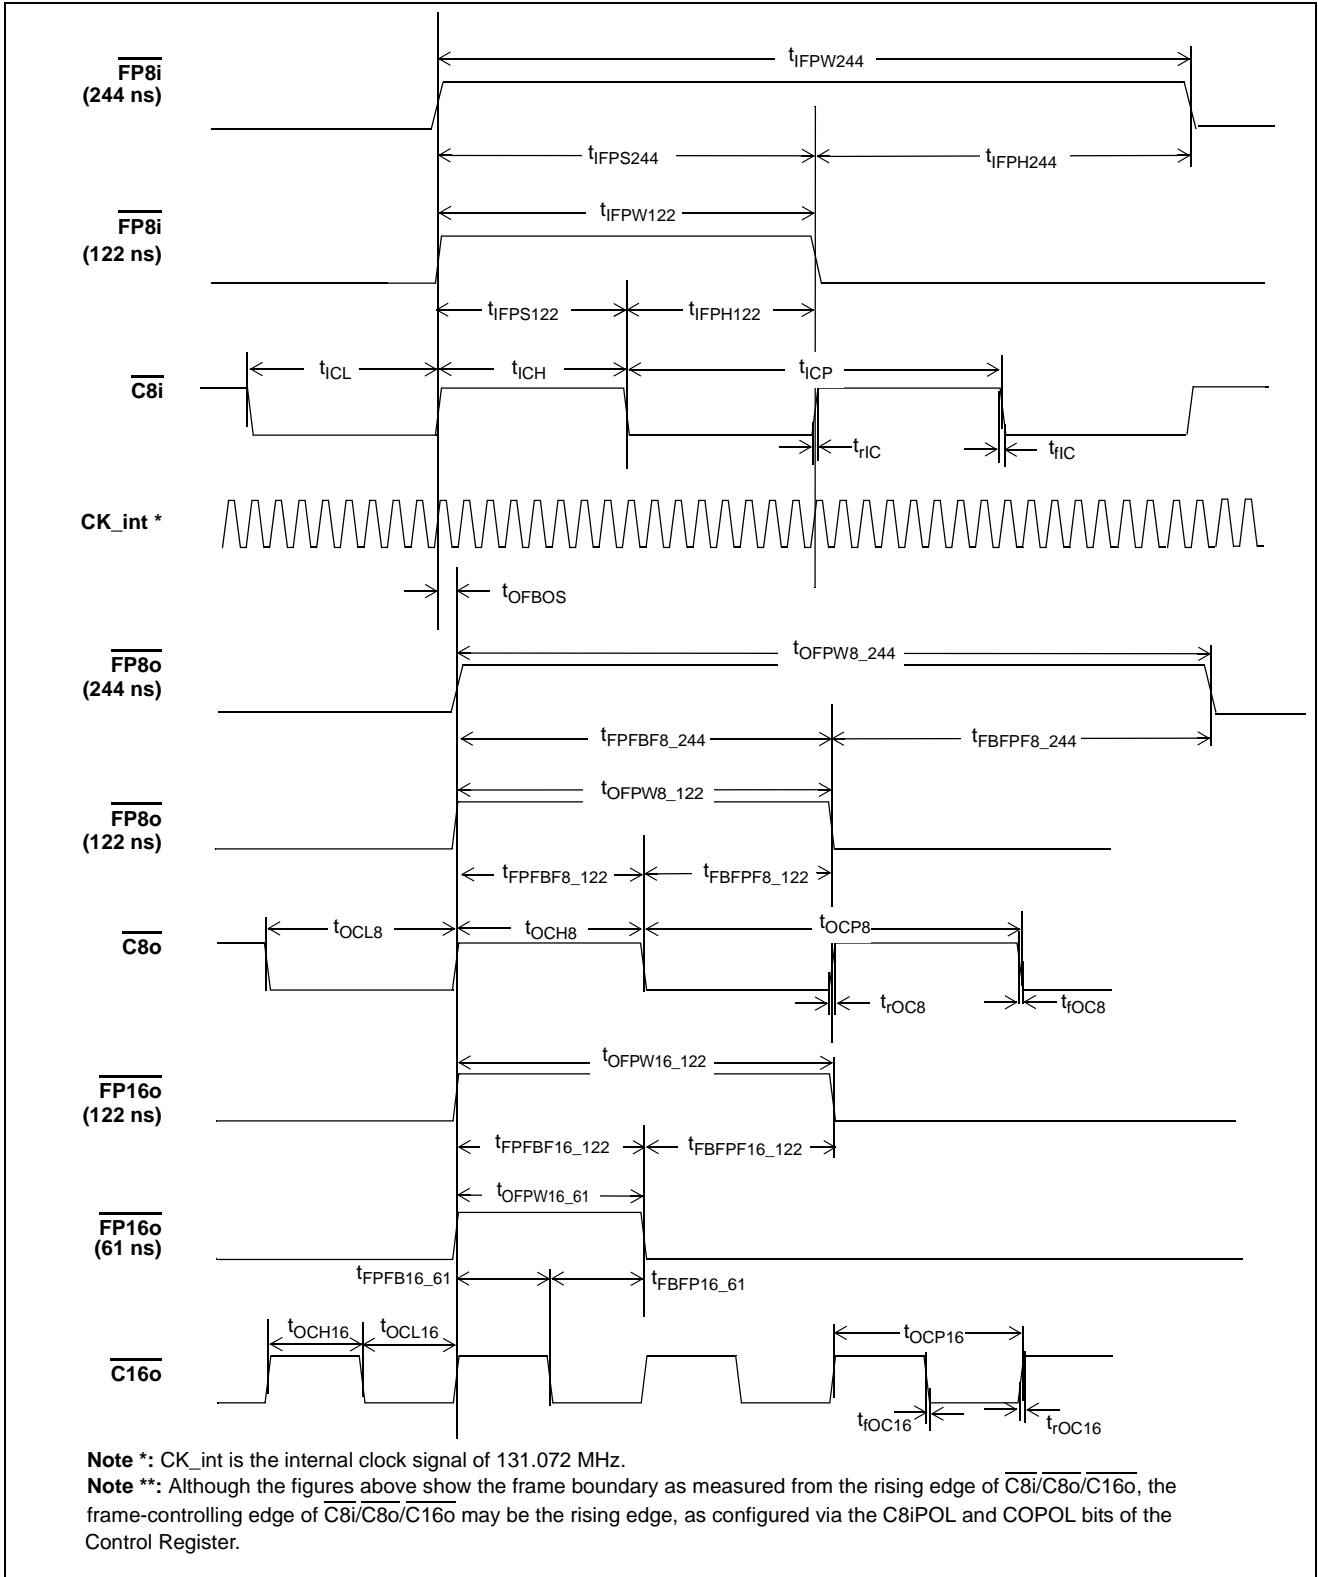 tIFPW244
FP8i
(244 ns)
tIFPS244
tIFPH244
tIFPW122
FP8i
(122 ns)
tIFPS122
tIFPH122
tICL
tICH
tICP
C8i
trIC
tfIC
CK_int *
tOFBOS
tOFPW8_244
FP8o
(244 ns)
tFPFBF8_244
tFBFPF8_244
tOFPW8_122
FP8o
(122 ns)
tFPFBF8_122
tFBFPF8_122
tOCL8
tOCH8
tOCP8
C8o
trOC8
tfOC8
tOFPW16_122
FP16o
(122 ns)
tFPFBF16_122
tFBFPF16_122
tOFPW16_61
FP16o
(61 ns)
tFPFB16_61
tFBFP16_61
tOCH16
tOCL16
tOCP16
C16o
tfOC16
trOC16
Note *: CK_int is the internal clock signal of 131.072 MHz.
Note **: Although the figures above show the frame boundary as measured from the rising edge of C8i/C8o/C16o, the
frame-controlling edge of C8i/C8o/C16o may be the rising edge, as configured via the C8iPOL and COPOL bits of the
Control Register.